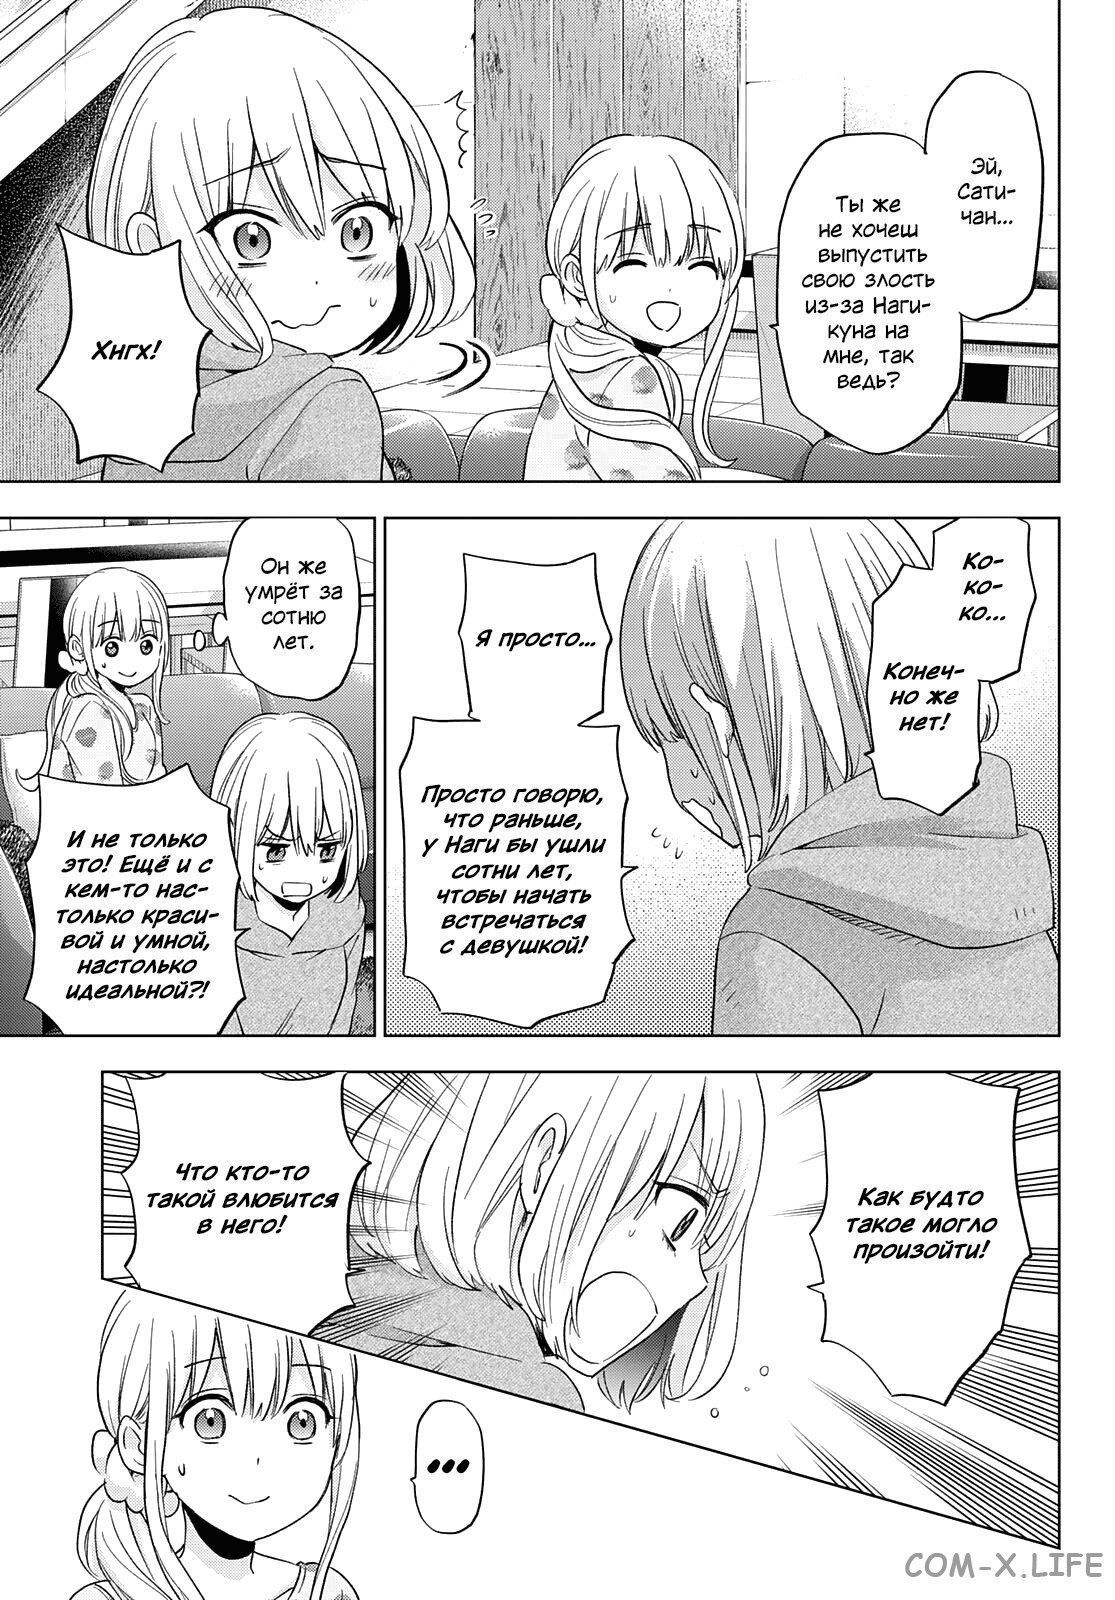 Эй,
Сати-
чан...
Ты же
не хочеш
выпустить
свою злость
из-за Наги-
куна на
мне, так
ведь?
Хнгх!
Ко-
ко-
ко...
Конеч-
но же
нет!
Я просто...
Просто говорю,
что раньше,
у Наги бы ушли
сотни лет,
чтобы начать
встречаться
с девушкой!
Он же
умрёт за
сотню
лет.
И не только
это! Ещё и с
кем-то нас-
только краси-
вой и умной,
настолько
идеальной?!
Как будто
такое могло
произойти!
Что кто-то
такой влюбится
в него!
...
COM-X.LIFE